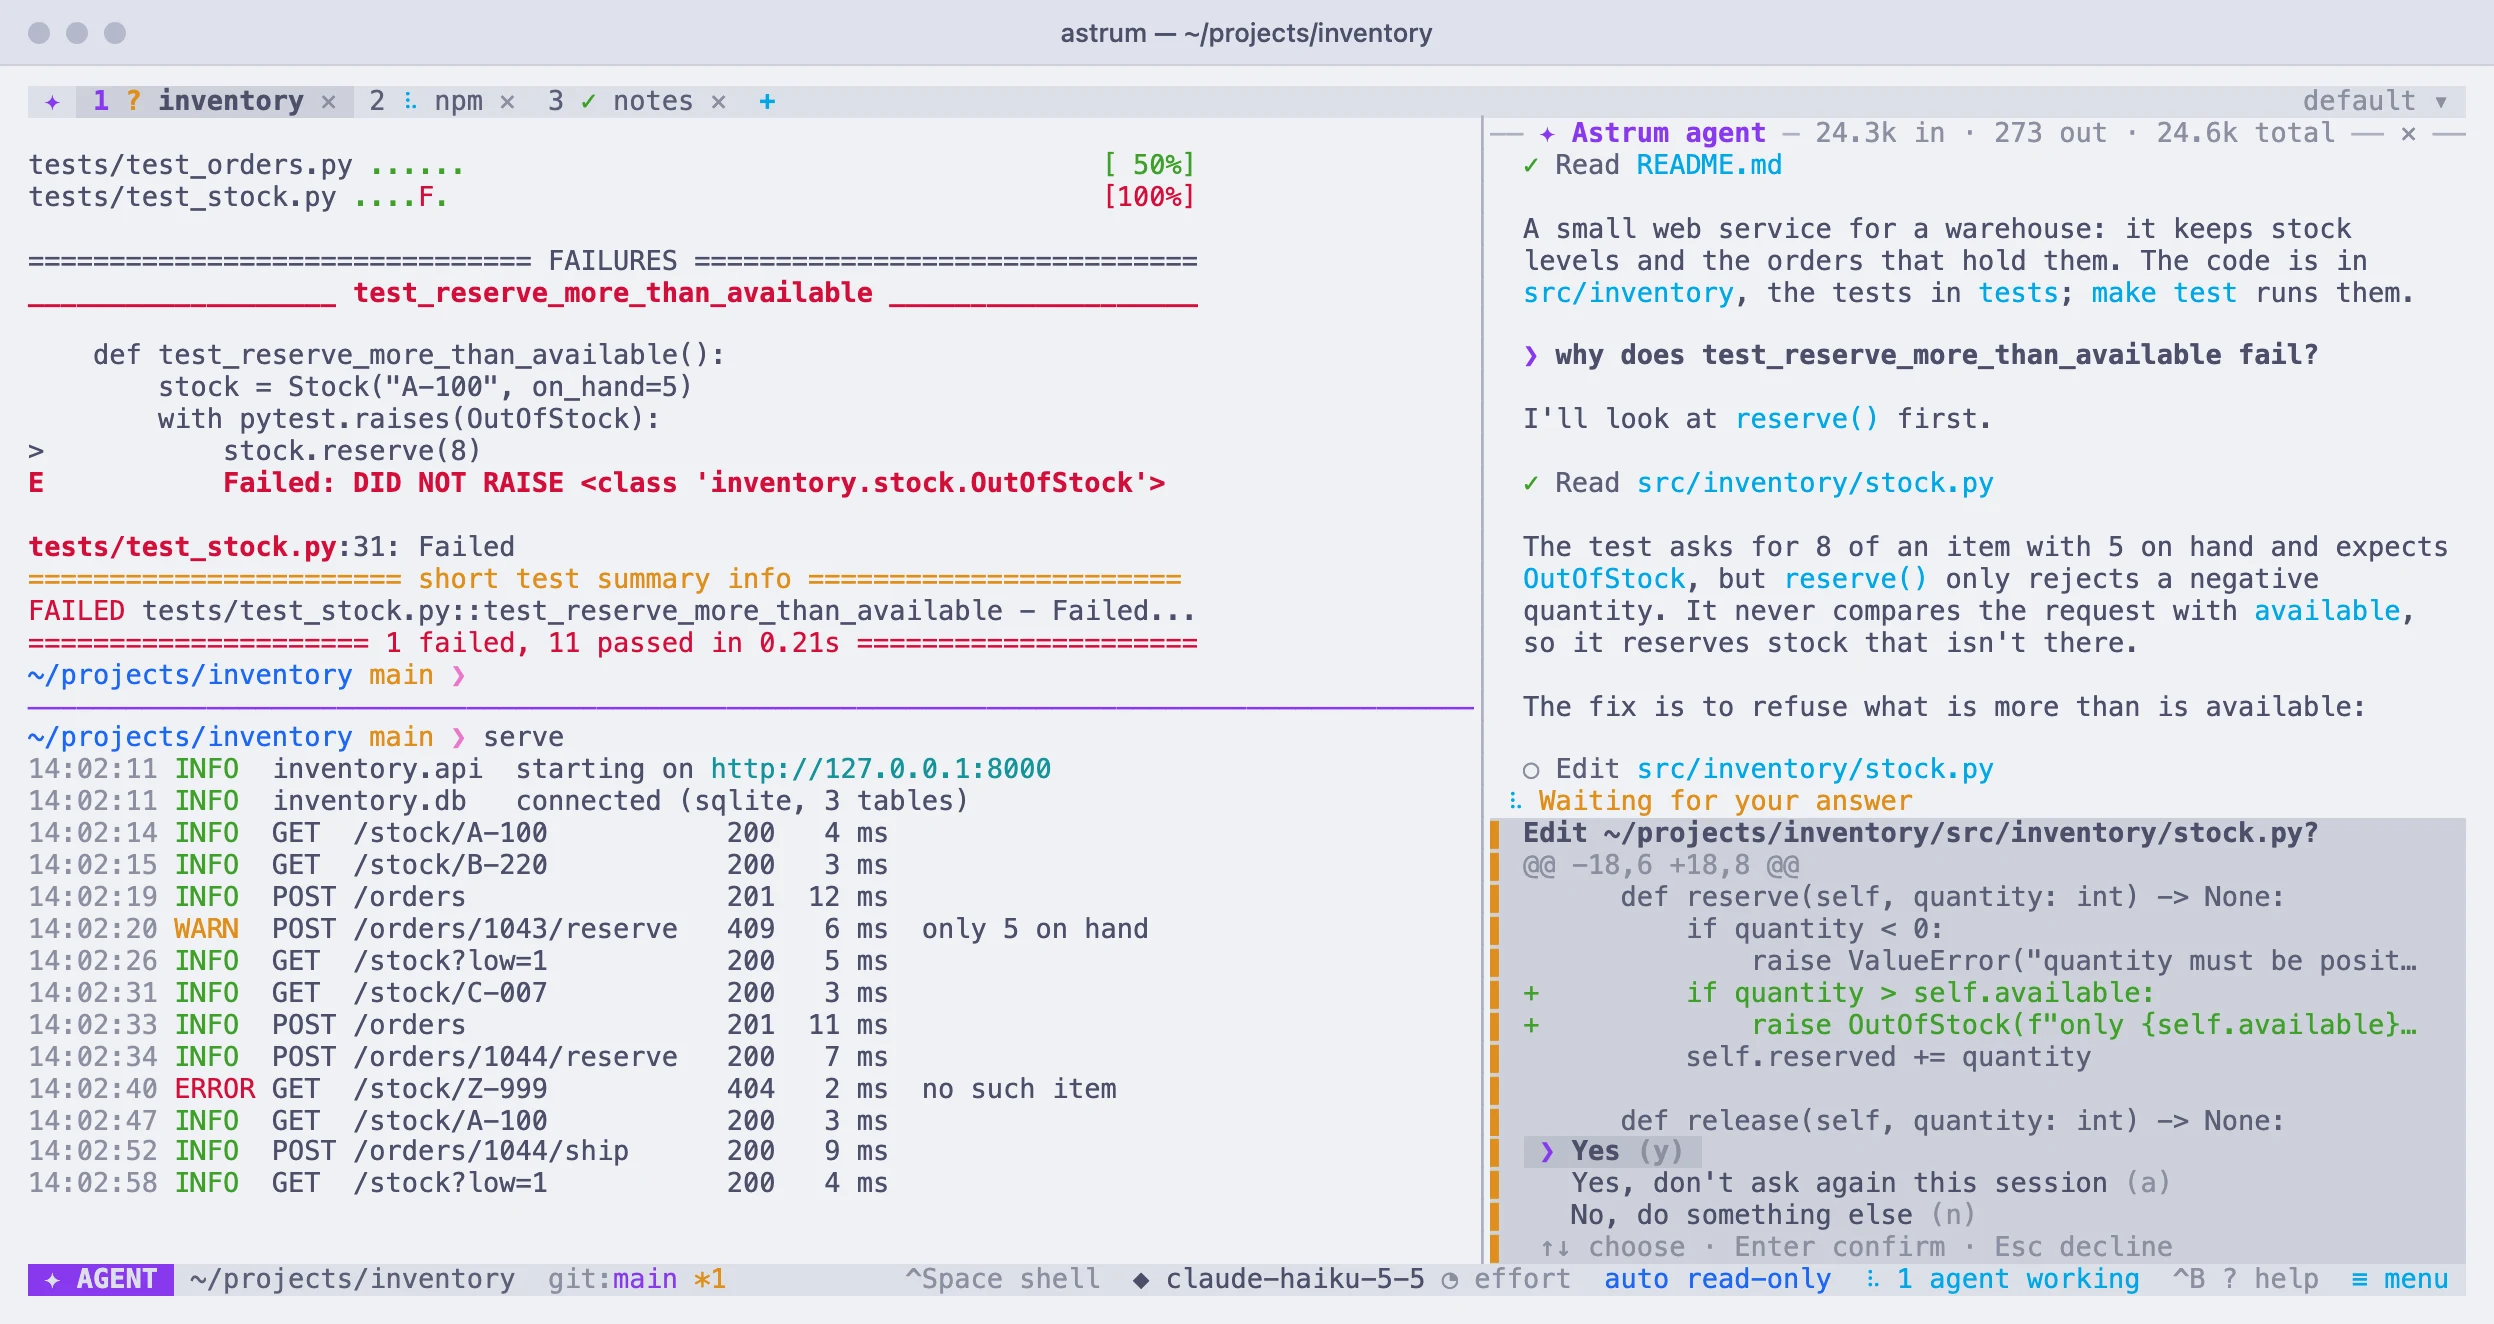 astrum — ~/projects/inventory
✦ 1 ? inventory × 2 npm × 3 ✓ notes × + default ▾
tests/test_orders.py ...... [ 50%]
tests/test_stock.py ....F. [100%]
=============================== FAILURES ===============================
___________________ test_reserve_more_than_available ___________________
def test_reserve_more_than_available():
stock = Stock("A-100", on_hand=5)
with pytest.raises(OutOfStock):
> stock.reserve(8)
E Failed: DID NOT RAISE <class 'inventory.stock.OutOfStock'>
tests/test_stock.py:31: Failed
======================= short test summary info =======================
FAILED tests/test_stock.py::test_reserve_more_than_available - Failed...
===================== 1 failed, 11 passed in 0.21s =====================
~/projects/inventory main ❯
~/projects/inventory main ❯ serve
14:02:11 INFO inventory.api starting on http://127.0.0.1:8000
14:02:11 INFO inventory.db connected (sqlite, 3 tables)
14:02:14 INFO GET /stock/A-100 200 4 ms
14:02:15 INFO GET /stock/B-220 200 3 ms
14:02:19 INFO POST /orders 201 12 ms
14:02:20 WARN POST /orders/1043/reserve 409 6 ms only 5 on hand
14:02:26 INFO GET /stock?low=1 200 5 ms
14:02:31 INFO GET /stock/C-007 200 3 ms
14:02:33 INFO POST /orders 201 11 ms
14:02:34 INFO POST /orders/1044/reserve 200 7 ms
14:02:40 ERROR GET /stock/Z-999 404 2 ms no such item
14:02:47 INFO GET /stock/A-100 200 3 ms
14:02:52 INFO POST /orders/1044/ship 200 9 ms
14:02:58 INFO GET /stock?low=1 200 4 ms
── ✦ Astrum agent — 24.3k in · 273 out · 24.6k total ── × ──
✓ Read README.md
A small web service for a warehouse: it keeps stock
levels and the orders that hold them. The code is in
src/inventory, the tests in tests; make test runs them.
❯ why does test_reserve_more_than_available fail?
I'll look at reserve() first.
✓ Read src/inventory/stock.py
The test asks for 8 of an item with 5 on hand and expects
OutOfStock, but reserve() only rejects a negative
quantity. It never compares the request with available,
so it reserves stock that isn't there.
The fix is to refuse what is more than is available:
○ Edit src/inventory/stock.py
Waiting for your answer
Edit ~/projects/inventory/src/inventory/stock.py?
@@ -18,6 +18,8 @@
def reserve(self, quantity: int) -> None:
if quantity < 0:
raise ValueError("quantity must be posit…
+ if quantity > self.available:
+ raise OutOfStock(f"only {self.available}…
self.reserved += quantity
def release(self, quantity: int) -> None:
❯ Yes (y)
Yes, don't ask again this session (a)
No, do something else (n)
↑↓ choose · Enter confirm · Esc decline
✦ AGENT ~/projects/inventory git:main *1 ^Space shell ◆ claude-haiku-5-5 ◔ effort auto read-only 1 agent working ^B ? help ≡ menu